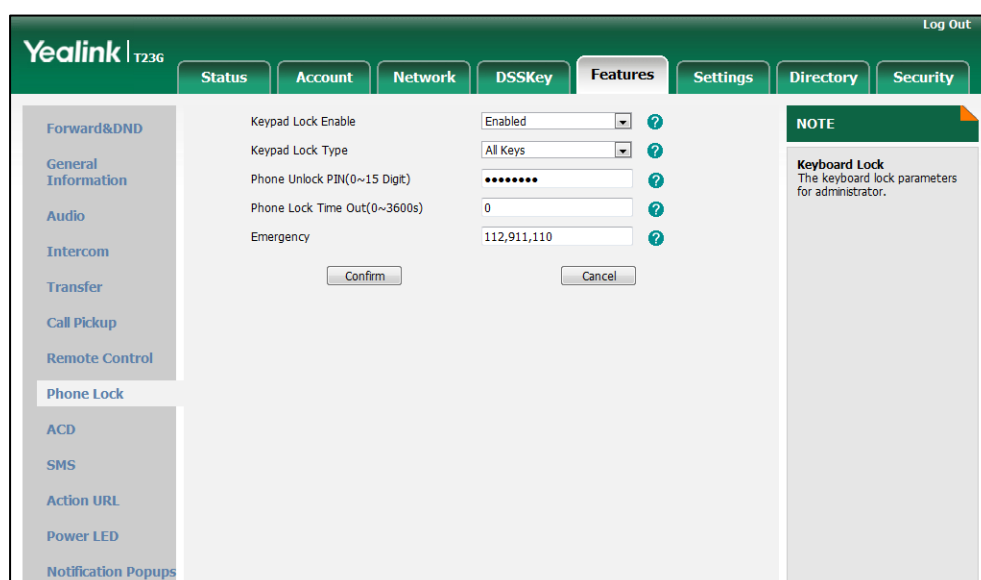 Log Out
Yealink | T23G
Status Account Network DSSKey Features Settings Directory Security
Forward&DND
General
Information
Audio
Intercom
Transfer
Call Pickup
Remote Control
Phone Lock
ACD
SMS
Action URL
Power LED
Notification Popups
Keypad Lock Enable Enabled ?
Keypad Lock Type All Keys ?
Phone Unlock PIN(0~15 Digit) •••••••• ?
Phone Lock Time Out(0~3600s) 0 ?
Emergency 112,911,110 ?
Confirm Cancel
NOTE
Keyboard Lock
The keyboard lock parameters
for administrator.